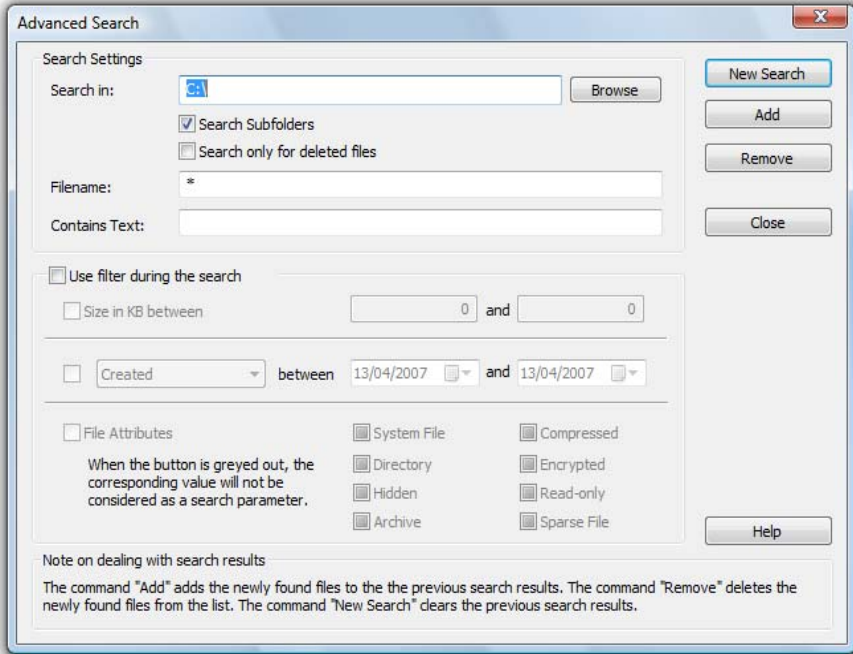 Advanced Search
Search Settings
Search in:
C:\
Browse
New Search
Search Subfolders
Add
Search only for deleted files
Remove
Filename:
*
Contains Text:
Close
Use filter during the search
Size in KB between
0 and 0
Created between 13/04/2007 and 13/04/2007
File Attributes
System File
Compressed
When the button is greyed out, the
corresponding value will not be
considered as a search parameter.
Directory
Encrypted
Hidden
Read-only
Archive
Sparse File
Help
Note on dealing with search results
The command "Add" adds the newly found files to the the previous search results. The command "Remove" deletes the
newly found files from the list. The command "New Search" clears the previous search results.